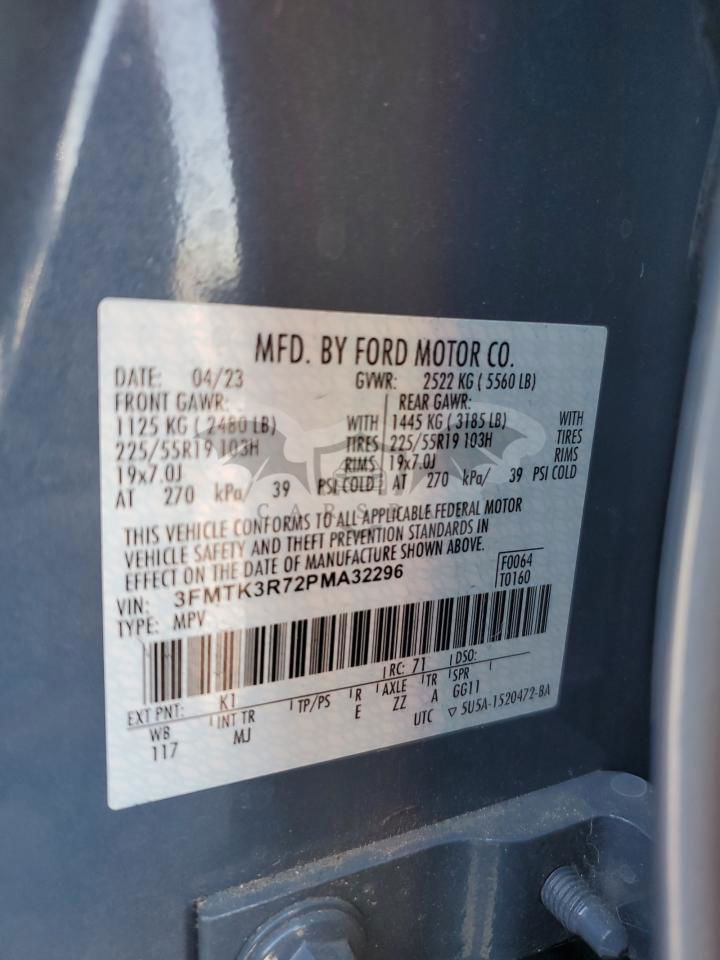 MFD. BY FORD MOTOR CO.
DATE: 04/23 GVWR: 2522 KG ( 5560 LB)
FRONT GAWR: REAR GAWR:
1125 KG ( 2480 LB) WITH 1445 KG ( 3185 LB) WITH
225/55R19 103H TIRES 225/55R19 103H TIRES
19x7.0J RIMS 19x7.0J RIMS
AT 270 kPa/ 39 PSI COLD AT 270 kPa/ 39 PSI COLD
THIS VEHICLE CONFORMS TO ALL APPLICABLE FEDERAL MOTOR
VEHICLE SAFETY AND THEFT PREVENTION STANDARDS IN
EFFECT ON THE DATE OF MANUFACTURE SHOWN ABOVE.
VIN: 3FMTK3R72PMA32296 F0064
TYPE: MPV T0160
EXT PNT: K1 RC: 71 DSO:
WB INT TR TP/PS R AXLE TR SPR
117 MJ E ZZ A GG11
UTC ▽ 5U5A-1520472-BA